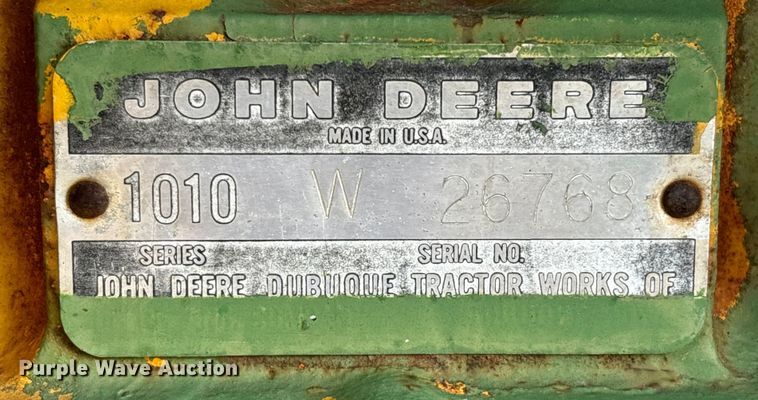 JOHN DEERE
MADE IN U.S.A.
1010 W 26768
SERIES SERIAL NO.
JOHN DEERE DUBUQUE TRACTOR WORKS OF
Purple Wave Auction